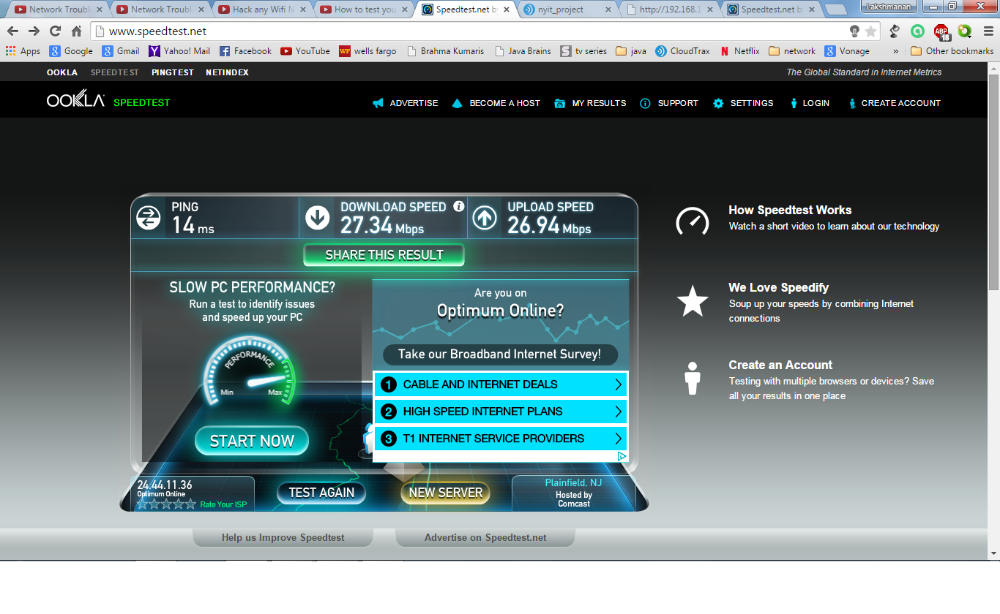 Network Troubl
Network Troubl
Hack any Wifi N
How to test you
Speedtest.net by
nyit_project
http://192.168.1
Speedtest.net by
Lakshmanan
www.speedtest.net
ABP
18
Apps
Google
Gmail
Yahoo! Mail
Facebook
YouTube
WF
wells fargo
Brahma Kumaris
Java Brains
tv series
java
CloudTrax
Netflix
network
Vonage
»
Other bookmarks
OOKLA SPEEDTEST PINGTEST NETINDEX
The Global Standard in Internet Metrics
OOKLA SPEEDTEST
ADVERTISE
BECOME A HOST
MY RESULTS
SUPPORT
SETTINGS
LOGIN
CREATE ACCOUNT
PING
14 ms
DOWNLOAD SPEED
27.34 Mbps
UPLOAD SPEED
26.94 Mbps
SHARE THIS RESULT
SLOW PC PERFORMANCE?
Run a test to identify issues
and speed up your PC
PERFORMANCE
Min
Max
START NOW
Are you on
Optimum Online?
Take our Broadband Internet Survey!
1 CABLE AND INTERNET DEALS
2 HIGH SPEED INTERNET PLANS
3 T1 INTERNET SERVICE PROVIDERS
How Speedtest Works
Watch a short video to learn about our technology
We Love Speedify
Soup up your speeds by combining Internet
connections
Create an Account
Testing with multiple browsers or devices? Save
all your results in one place
24.44.11.36
Optimum Online
Rate Your ISP
TEST AGAIN
NEW SERVER
Plainfield, NJ
Hosted by
Comcast
Help us Improve Speedtest
Advertise on Speedtest.net